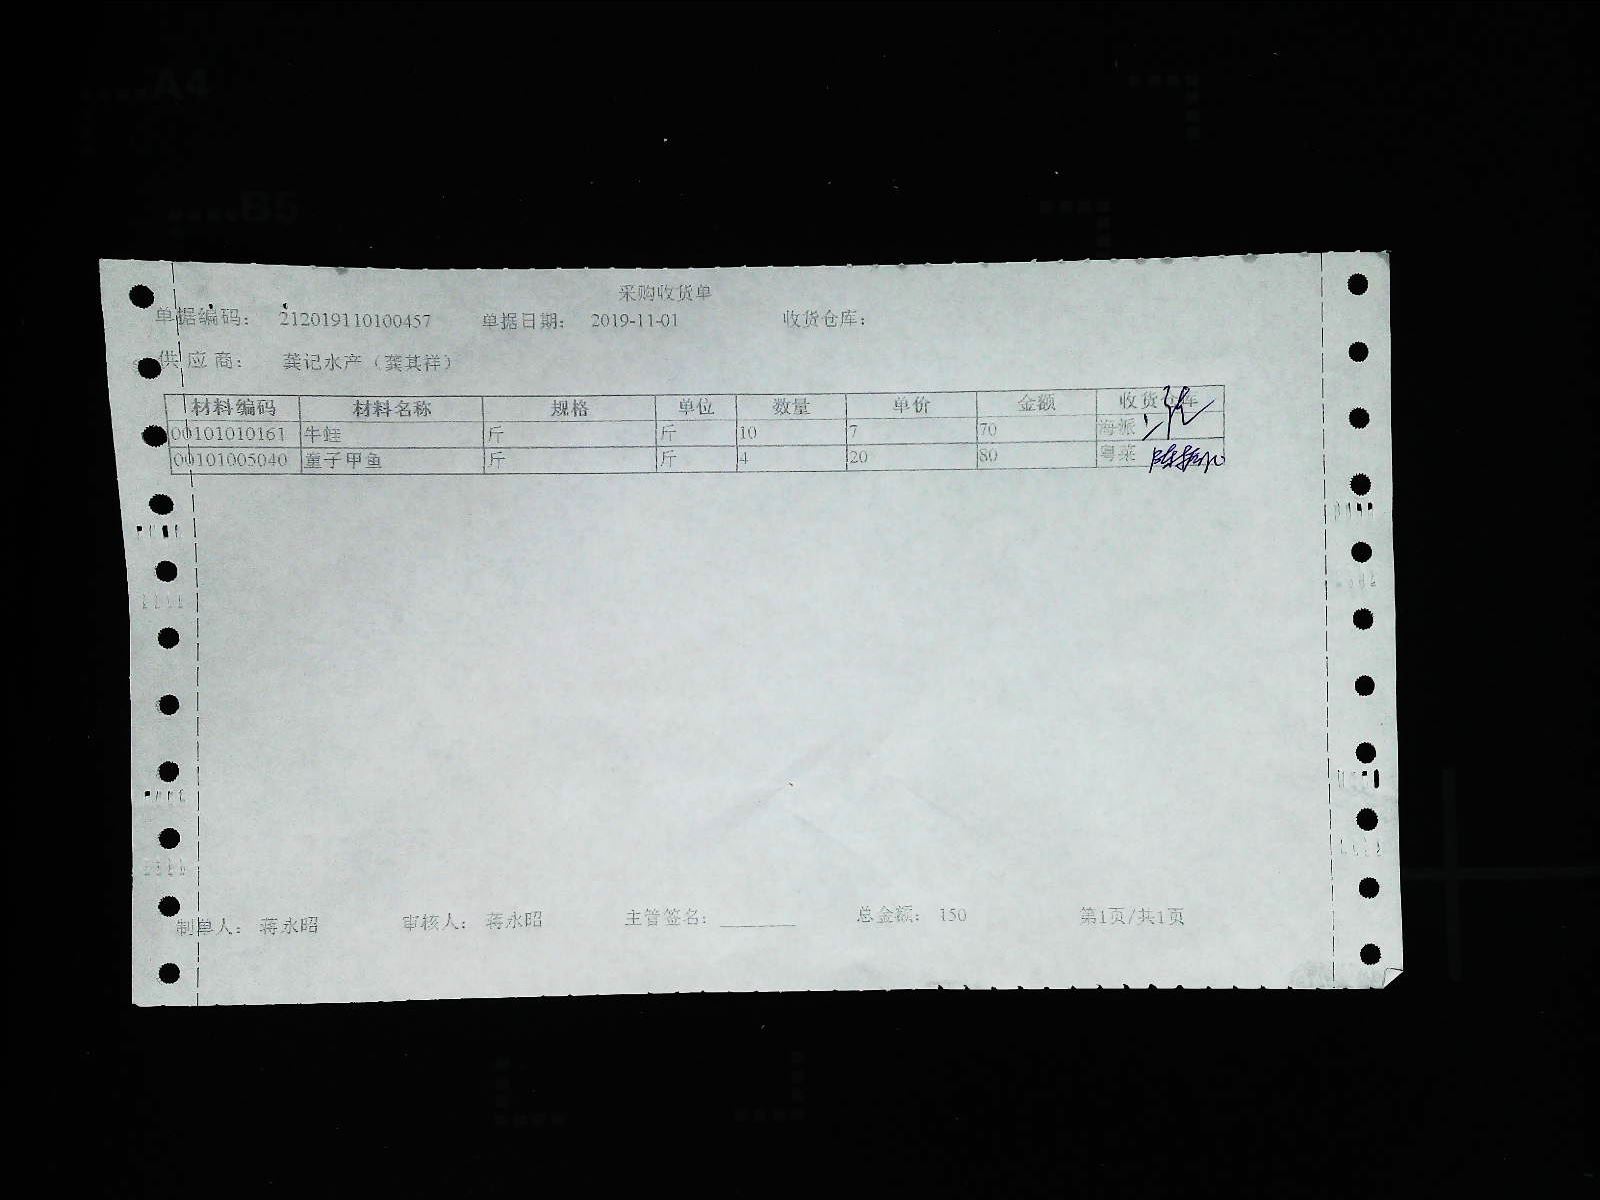 采购收货单
单据编码: 212019110100457 单据日期: 2019-11-01 收货仓库:
供应商: 龚记水产（龚其祥）
材料编码 材料名称 规格 单位 数量 单价 金额 收货仓库
00101010161 牛蛙 斤 斤 10 7 70 海派
00101005040 童子甲鱼 斤 斤 4 20 80 粤菜
制单人: 蒋永昭 审核人: 蒋永昭 主管签名: 总金额: 150 第1页/共1页